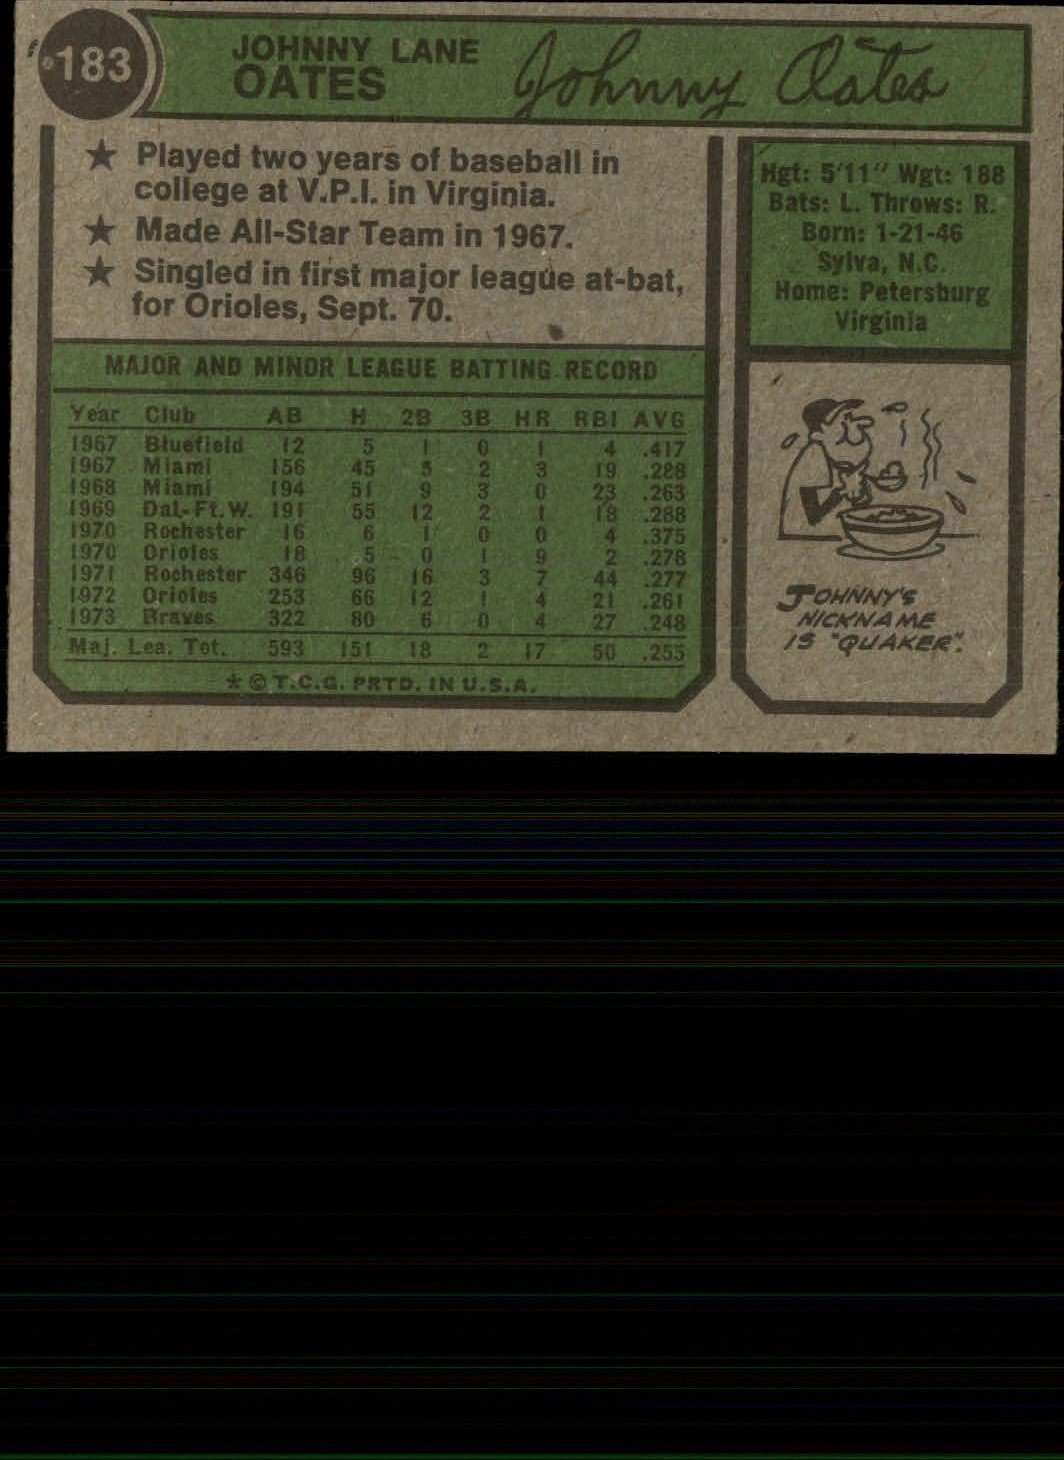 183
JOHNNY LANE
OATES
Johnny Oates
★ Played two years of baseball in
college at V.P.I. in Virginia.
★ Made All-Star Team in 1967.
★ Singled in first major league at-bat,
for Orioles, Sept. 70.
Hgt: 5'11" Wgt: 188
Bats: L. Throws: R.
Born: 1-21-46
Sylva, N.C.
Home: Petersburg
Virginia
MAJOR AND MINOR LEAGUE BATTING RECORD
Year Club AB H 2B 3B HR RBI AVG
1967 Bluefield 12 5 1 0 1 4 .417
1967 Miami 156 45 5 2 3 19 .288
1968 Miami 194 51 9 3 0 23 .263
1969 Dal.-Ft. W. 191 55 12 2 1 18 .288
1970 Rochester 16 6 1 0 0 4 .375
1970 Orioles 18 5 0 1 9 2 .278
1971 Rochester 346 96 16 3 7 44 .277
1972 Orioles 253 66 12 1 4 21 .261
1973 Braves 322 80 6 0 4 27 .248
Maj. Lea. Tot. 593 151 18 2 17 50 .255
★ © T.C.G. PRTD. IN U.S.A.
JOHNNY'S
NICKNAME
IS "QUAKER".